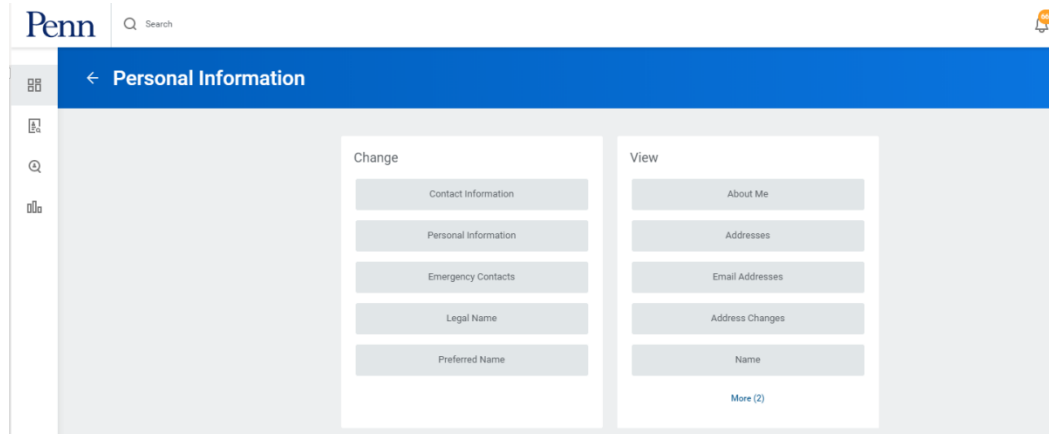 Penn
Search
Personal Information
Change
Contact Information
Personal Information
Emergency Contacts
Legal Name
Preferred Name
View
About Me
Addresses
Email Addresses
Address Changes
Name
More (2)